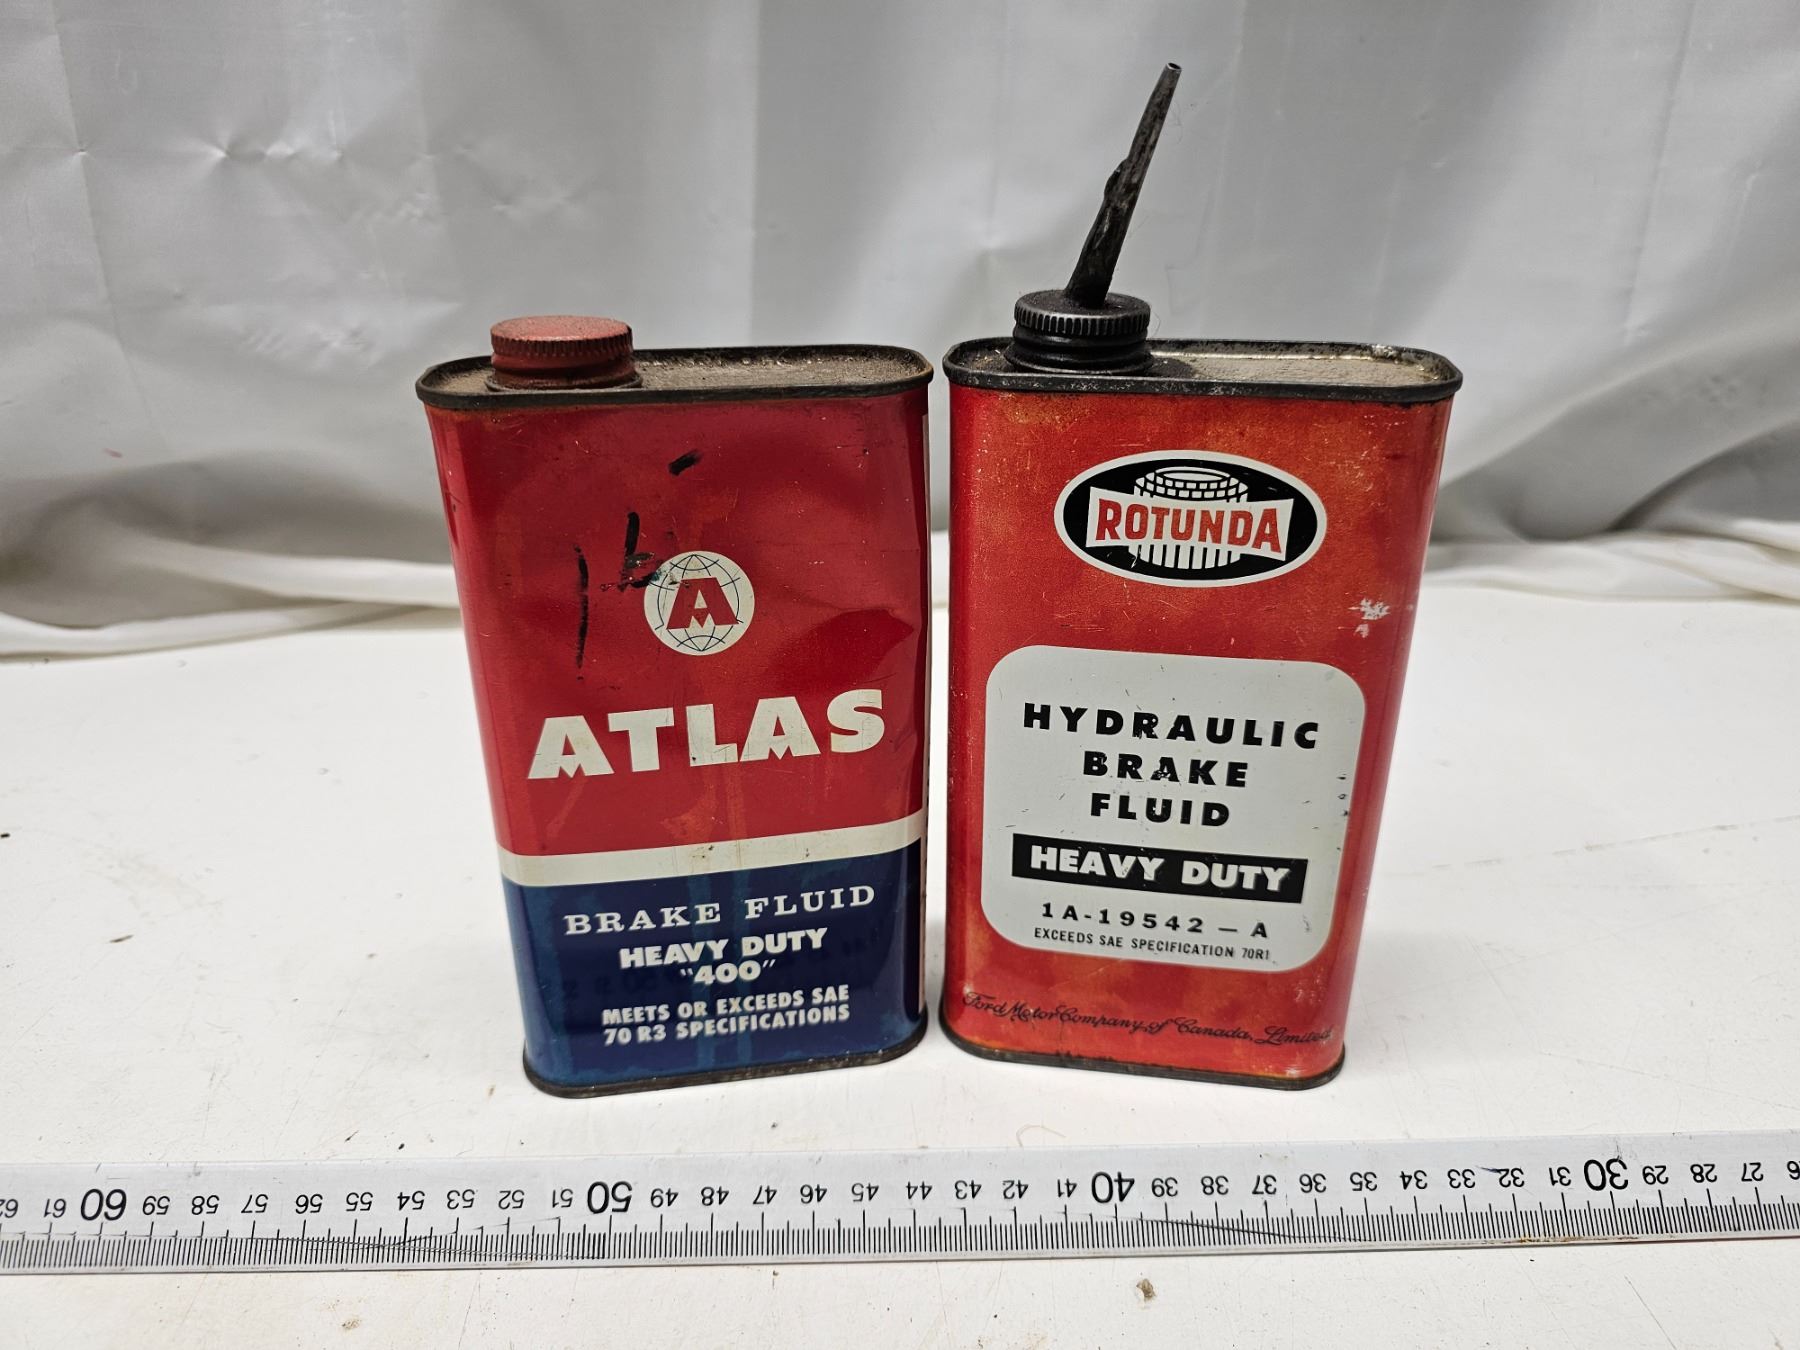 A
ATLAS
BRAKE FLUID
HEAVY DUTY
"400"
MEETS OR EXCEEDS SAE
70 R3 SPECIFICATIONS
ROTUNDA
HYDRAULIC
BRAKE
FLUID
HEAVY DUTY
1A-19542 — A
EXCEEDS SAE SPECIFICATION 70R1
Ford Motor Company of Canada, Limited
61 60 59 58 57 56 55 54 53 52 51 50 49 48 47 46 45 44 43 42 41 40 39 38 37 36 35 34 33 32 31 30 29 28 27